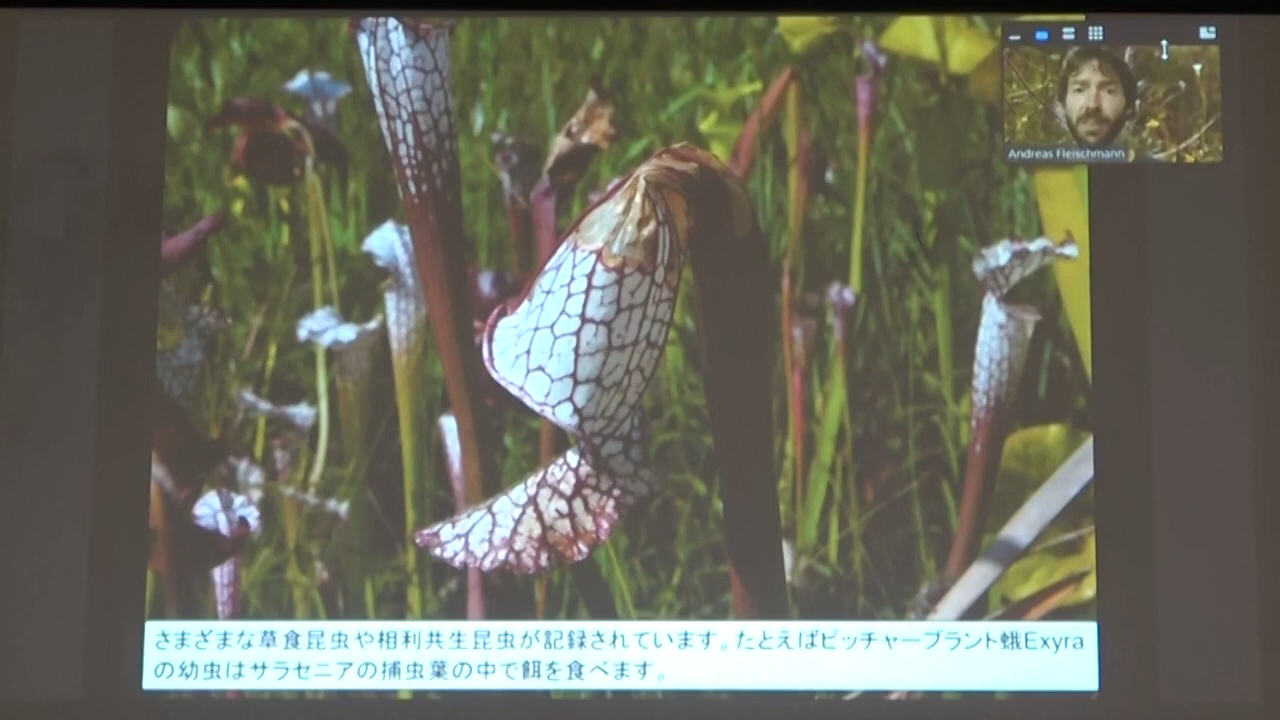 Andreas Fleischmann
さまざまな草食昆虫や相利共生昆虫が記録されています。たとえばピッチャープラント蛾Exyra
の幼虫はサラセニアの捕虫葉の中で餌を食べます。